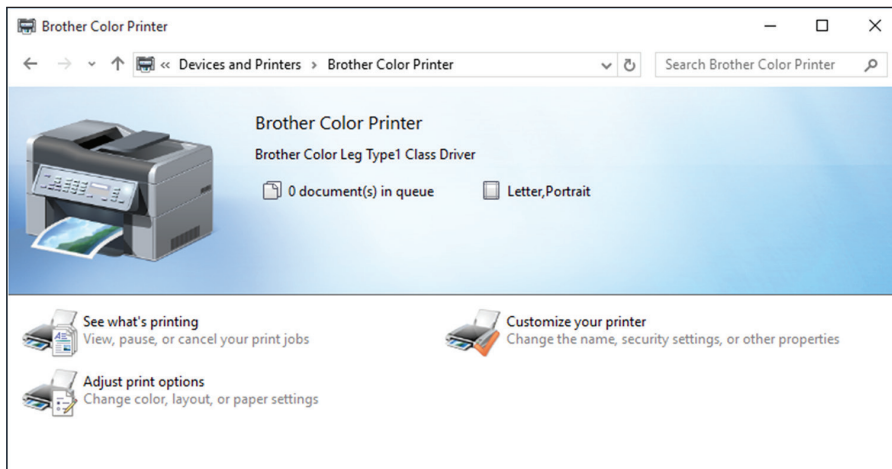 Brother Color Printer
« Devices and Printers > Brother Color Printer
Search Brother Color Printer
Brother Color Printer
Brother Color Leg Type1 Class Driver
0 document(s) in queue
Letter,Portrait
See what's printing
View, pause, or cancel your print jobs
Customize your printer
Change the name, security settings, or other properties
Adjust print options
Change color, layout, or paper settings